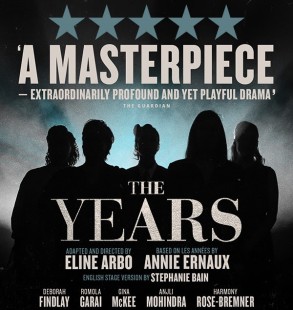 'A MASTERPIECE
– EXTRAORDINARILY PROFOUND AND YET PLAYFUL DRAMA'
THE GUARDIAN
THE
YEARS
ADAPTED AND DIRECTED BY
ELINE ARBO
BASED ON LES ANNÉES BY
ANNIE ERNAUX
ENGLISH STAGE VERSION BY STEPHANIE BAIN
DEBORAH
FINDLAY
ROMOLA
GARAI
GINA
McKEE
ANJLI
MOHINDRA
HARMONY
ROSE-BREMNER